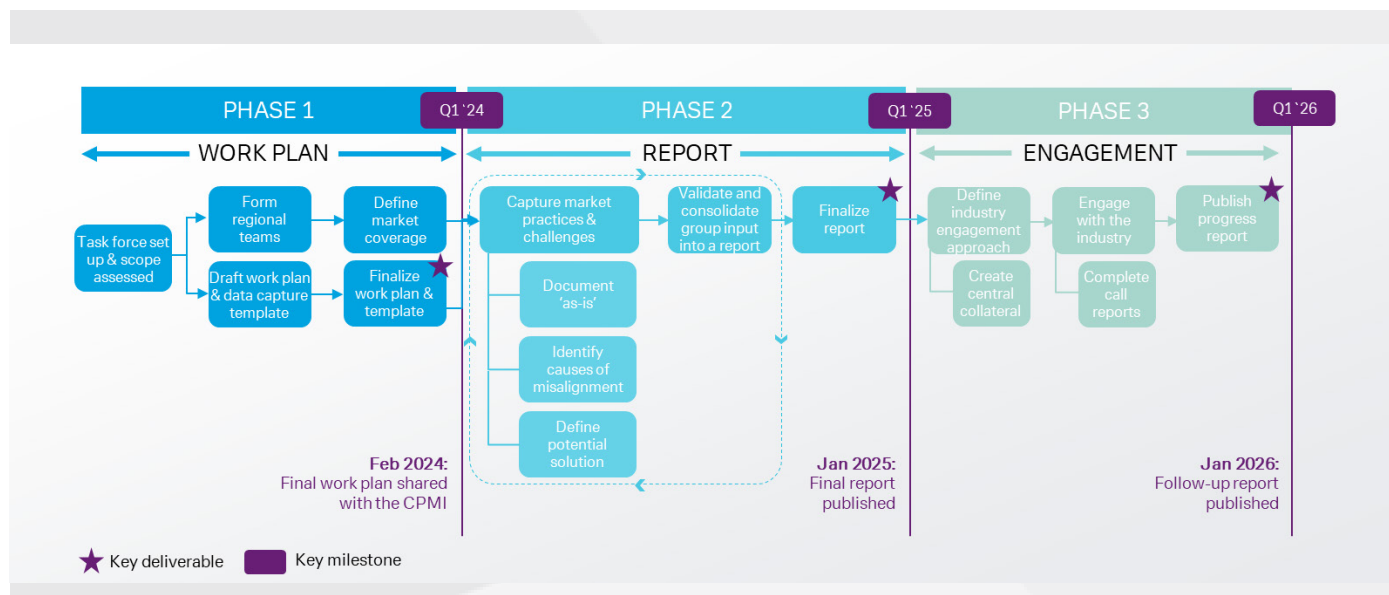 PHASE 1
Q1 `24
PHASE 2
Q1 `25
PHASE 3
Q1 `26
WORK PLAN
REPORT
ENGAGEMENT
Task force set
up & scope
assessed
Form
regional
teams
Define
market
coverage
Draft work plan
& data capture
template
Finalize
work plan &
template
Capture market
practices &
challenges
Validate and
consolidate
group input
into a report
Finalize
report
Document
'as-is'
Identify
causes of
misalignment
Define
potential
solution
Define
industry
engagement
approach
Engage
with the
industry
Publish
progress
report
Create
central
collateral
Complete
call
reports
Feb 2024:
Final work plan shared
with the CPMI
Jan 2025:
Final report
published
Jan 2026:
Follow-up report
published
Key deliverable
Key milestone